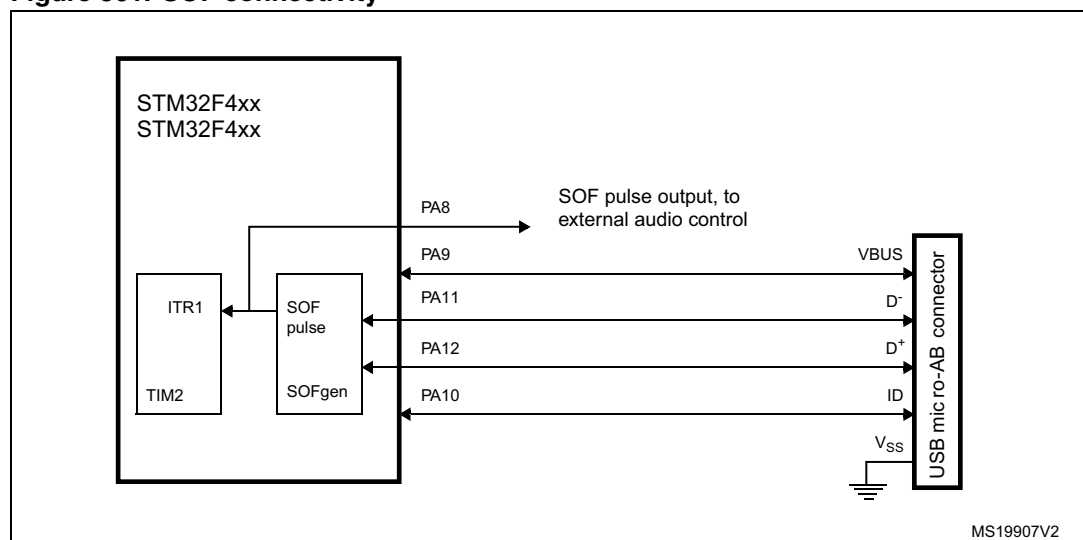 STM32F4xx
STM32F4xx
PA8
SOF pulse output, to
external audio control
PA9
VBUS
ITR1
SOF
pulse
PA11
D-
PA12
D+
TIM2
SOFgen
PA10
ID
VSS
USB mic ro-AB connector
MS19907V2